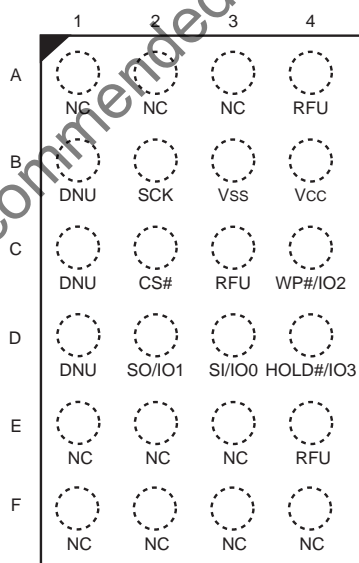 1 2 3 4
A
NC NC NC RFU
B
DNU SCK VSS VCC
C
DNU CS# RFU WP#/IO2
D
DNU SO/IO1 SI/IO0 HOLD#/IO3
E
NC NC NC RFU
F
NC NC NC NC
ommended